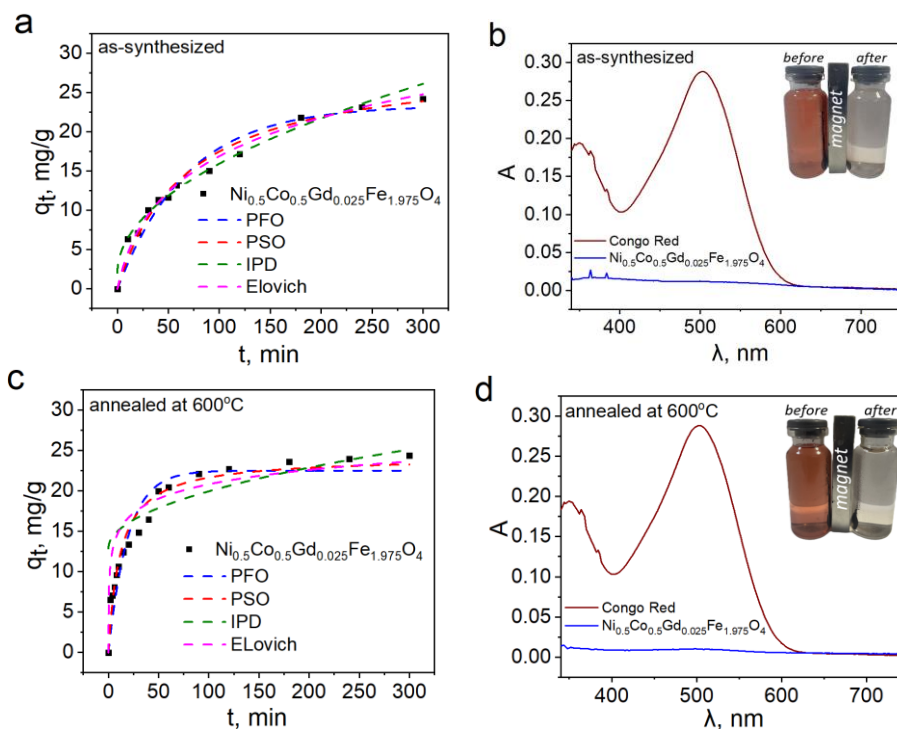 a
as-synthesized
qt, mg/g
30
25
20
15
10
5
0
Ni0.5Co0.5Gd0.025Fe1.975O4
PFO
PSO
IPD
Elovich
0 50 100 150 200 250 300
t, min
b
as-synthesized
before after
magnet
A
0.35
0.30
0.25
0.20
0.15
0.10
0.05
0.00
Congo Red
Ni0.5Co0.5Gd0.025Fe1.975O4
400 500 600 700
λ, nm
c
annealed at 600°C
qt, mg/g
30
25
20
15
10
5
0
Ni0.5Co0.5Gd0.025Fe1.975O4
PFO
PSO
IPD
ELovich
0 50 100 150 200 250 300
t, min
d
annealed at 600°C
before after
magnet
A
0.35
0.30
0.25
0.20
0.15
0.10
0.05
0.00
Congo Red
Ni0.5Co0.5Gd0.025Fe1.975O4
400 500 600 700
λ, nm